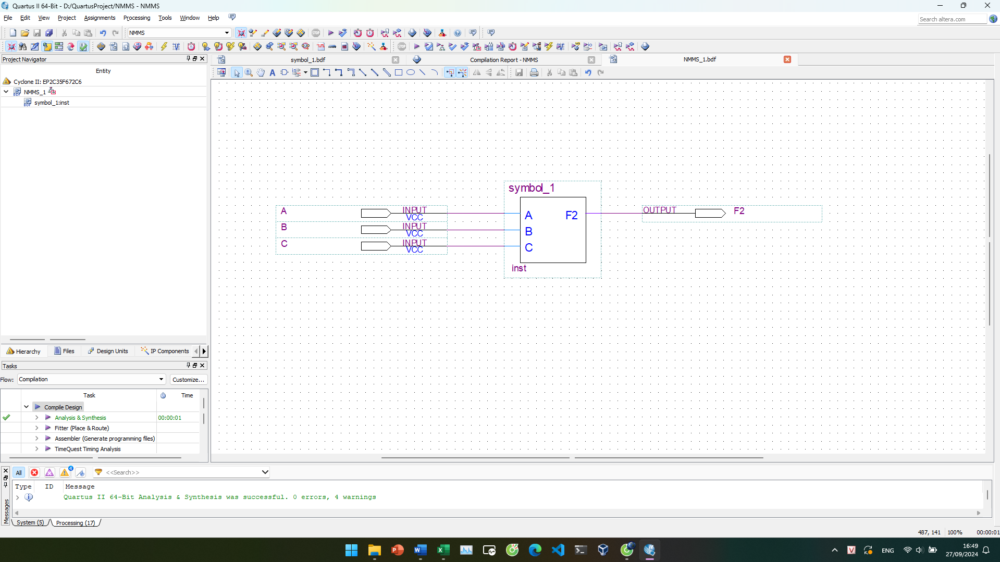 Quartus II 64-Bit - D:/QuartusProject/NMMS - NMMS
File Edit View Project Assignments Processing Tools Window Help
Search altera.com
NMMS
Project Navigator
symbol_1.bdf
Compilation Report - NMMS
NMMS_1.bdf
Entity
Cyclone II: EP2C35F672C6
NMMS_1
symbol_1:inst
symbol_1
A INPUT VCC
B INPUT VCC
C INPUT VCC
A F2
B
C
inst
OUTPUT F2
Hierarchy Files Design Units IP Components
Tasks
Flow: Compilation Customize...
Task Time
Compile Design
Analysis & Synthesis 00:00:01
Fitter (Place & Route)
Assembler (Generate programming files)
TimeQuest Timing Analysis
All 4 <<Search>>
Type ID Message
Quartus II 64-Bit Analysis & Synthesis was successful. 0 errors, 4 warnings
Messages
System (5) Processing (17)
487, 141 100% 00:00:01
ENG 16:49
27/09/2024